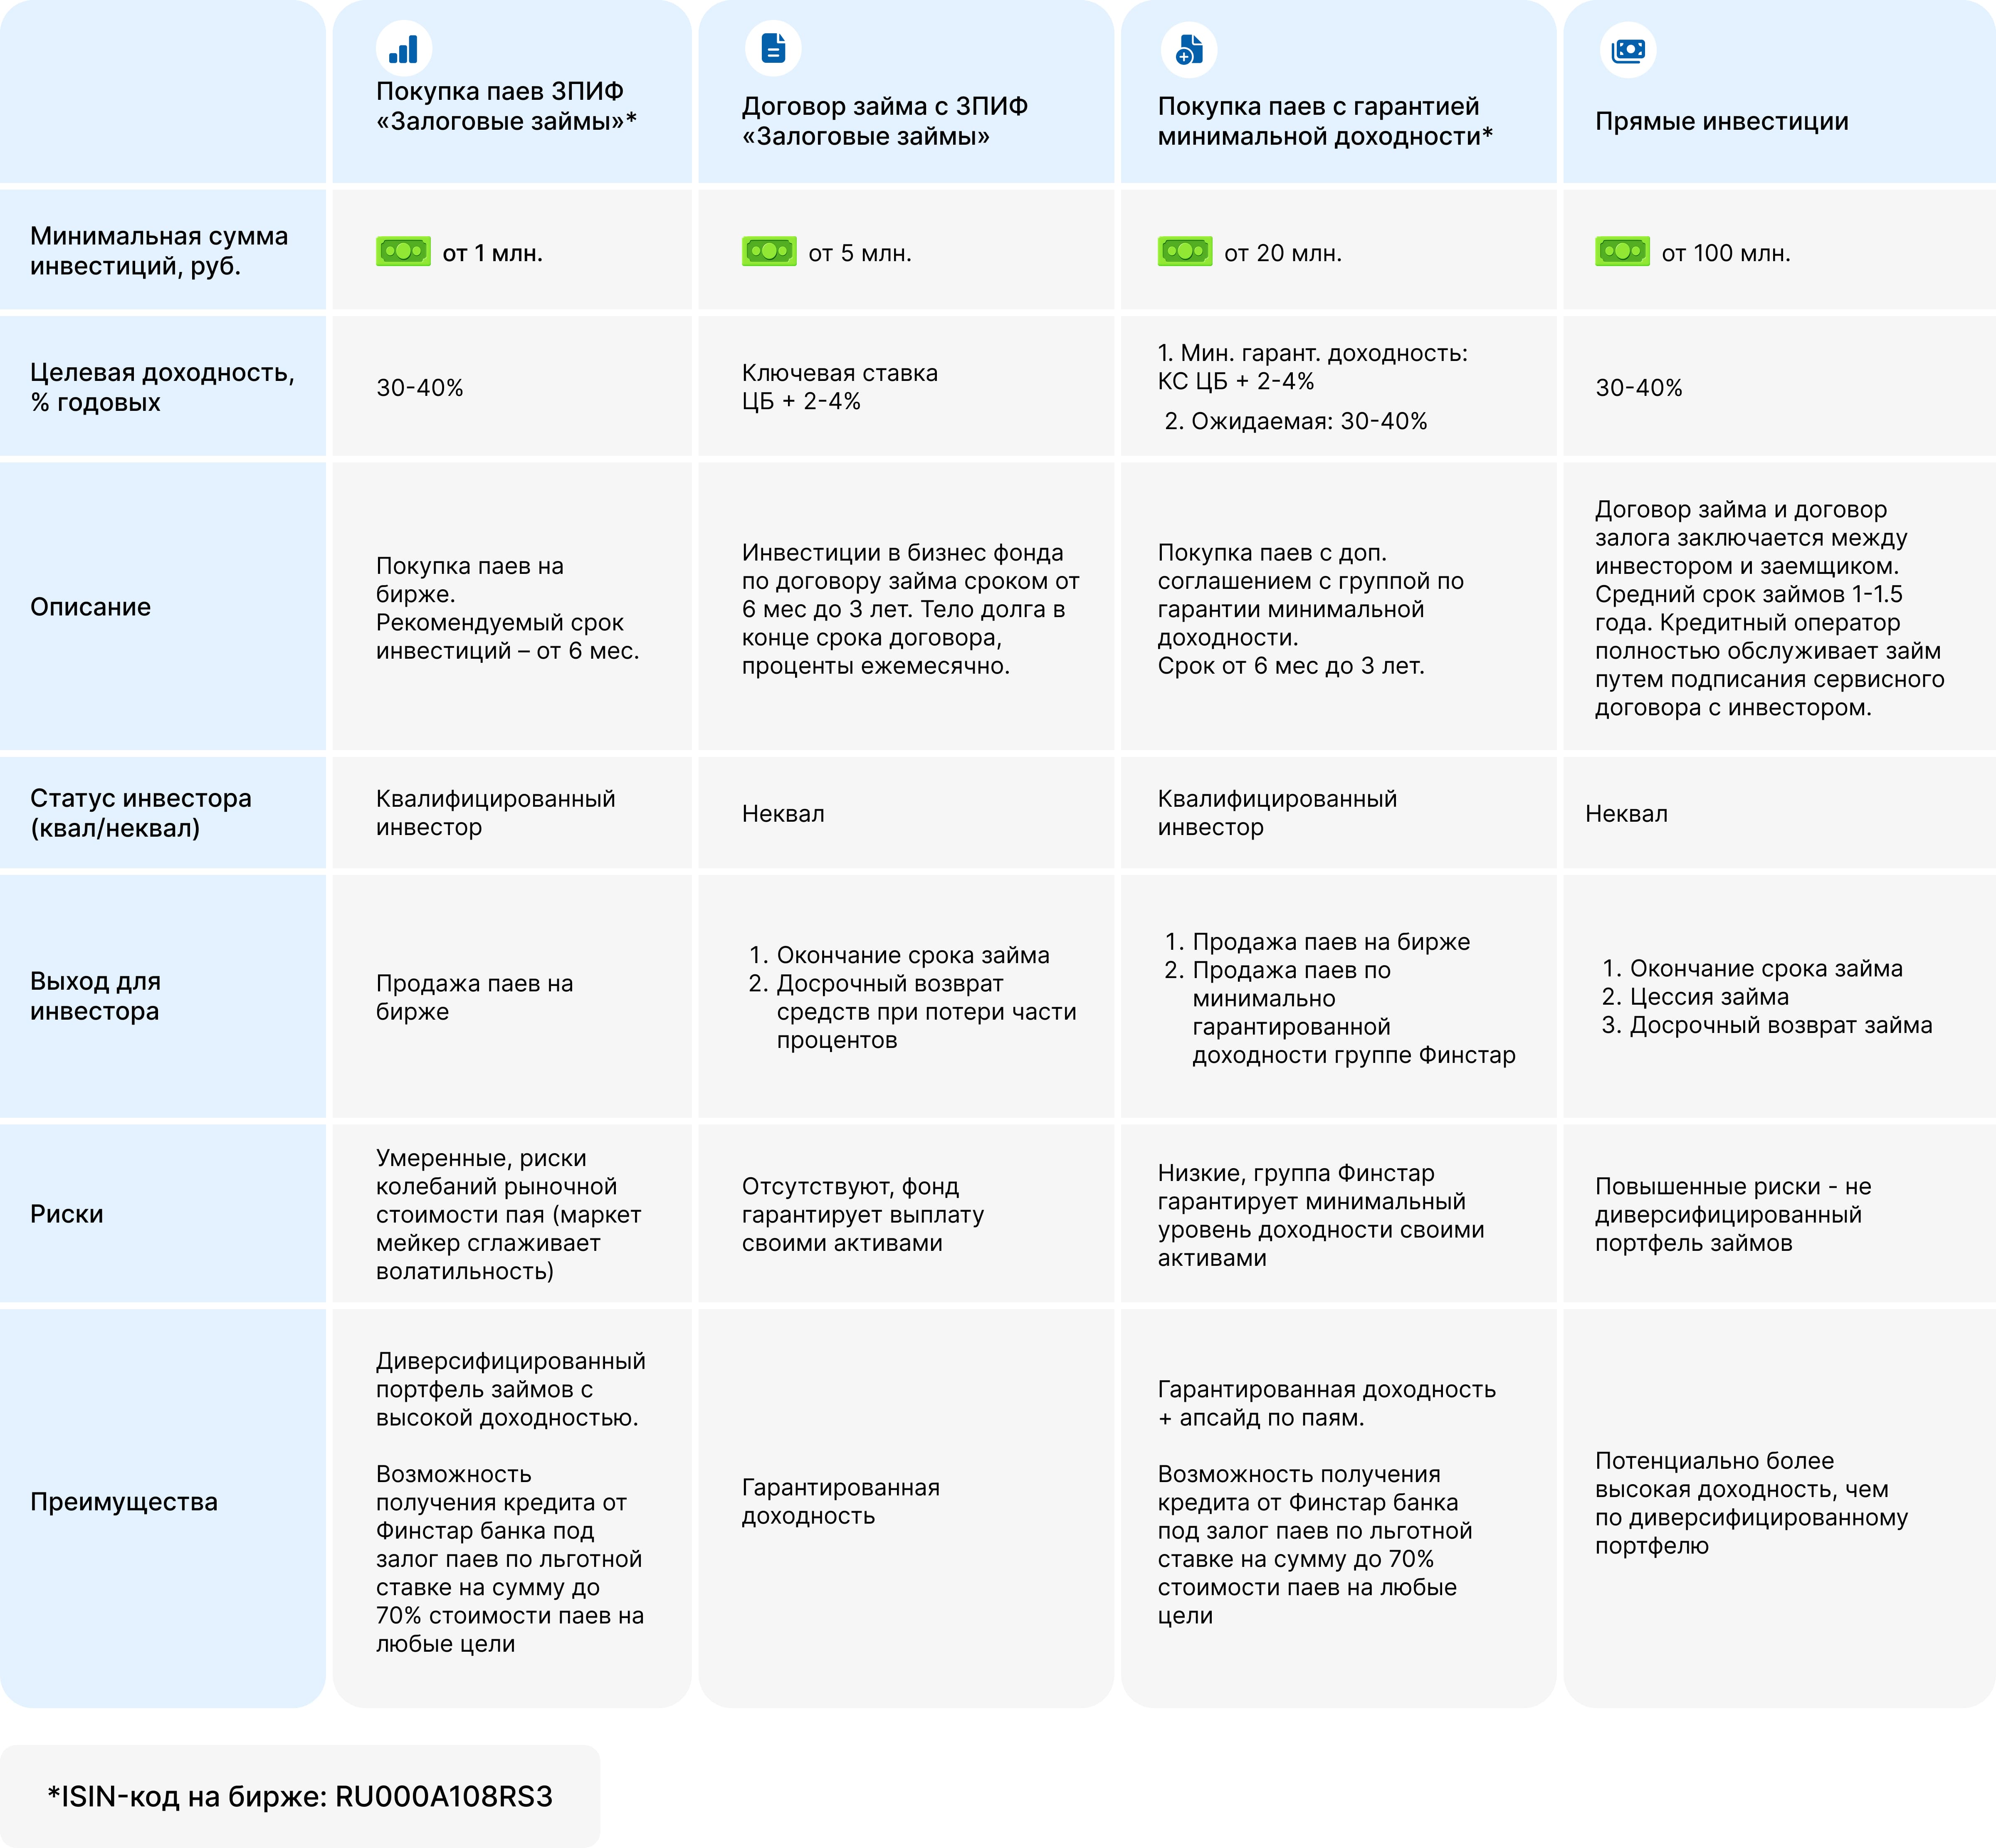 Покупка паев ЗПИФ
«Залоговые займы»*
Договор займа с ЗПИФ
«Залоговые займы»
Покупка паев с гарантией
минимальной доходности*
Прямые инвестиции
Минимальная сумма
инвестиций, руб.
от 1 млн.
от 5 млн.
от 20 млн.
от 100 млн.
Целевая доходность,
% годовых
30-40%
Ключевая ставка
ЦБ + 2-4%
1. Мин. гарант. доходность:
КС ЦБ + 2-4%
2. Ожидаемая: 30-40%
30-40%
Описание
Покупка паев на
бирже.
Рекомендуемый срок
инвестиций – от 6 мес.
Инвестиции в бизнес фонда
по договору займа сроком от
6 мес до 3 лет. Тело долга в
конце срока договора,
проценты ежемесячно.
Покупка паев с доп.
соглашением с группой по
гарантии минимальной
доходности.
Срок от 6 мес до 3 лет.
Договор займа и договор
залога заключается между
инвестором и заемщиком.
Средний срок займов 1-1.5
года. Кредитный оператор
полностью обслуживает займ
путем подписания сервисного
договора с инвестором.
Статус инвестора
(квал/неквал)
Квалифицированный
инвестор
Неквал
Квалифицированный
инвестор
Неквал
Выход для
инвестора
Продажа паев на
бирже
1. Окончание срока займа
2. Досрочный возврат
средств при потери части
процентов
1. Продажа паев на бирже
2. Продажа паев по
минимально
гарантированной
доходности группе Финстар
1. Окончание срока займа
2. Цессия займа
3. Досрочный возврат займа
Риски
Умеренные, риски
колебаний рыночной
стоимости пая (маркет
мейкер сглаживает
волатильность)
Отсутствуют, фонд
гарантирует выплату
своими активами
Низкие, группа Финстар
гарантирует минимальный
уровень доходности своими
активами
Повышенные риски - не
диверсифицированный
портфель займов
Преимущества
Диверсифицированный
портфель займов с
высокой доходностью.
Возможность
получения кредита от
Финстар банка под
залог паев по льготной
ставке на сумму до
70% стоимости паев на
любые цели
Гарантированная
доходность
Гарантированная доходность
+ апсайд по паям.
Возможность получения
кредита от Финстар банка
под залог паев по льготной
ставке на сумму до 70%
стоимости паев на любые
цели
Потенциально более
высокая доходность, чем
по диверсифицированному
портфелю
*ISIN-код на бирже: RU000A108RS3